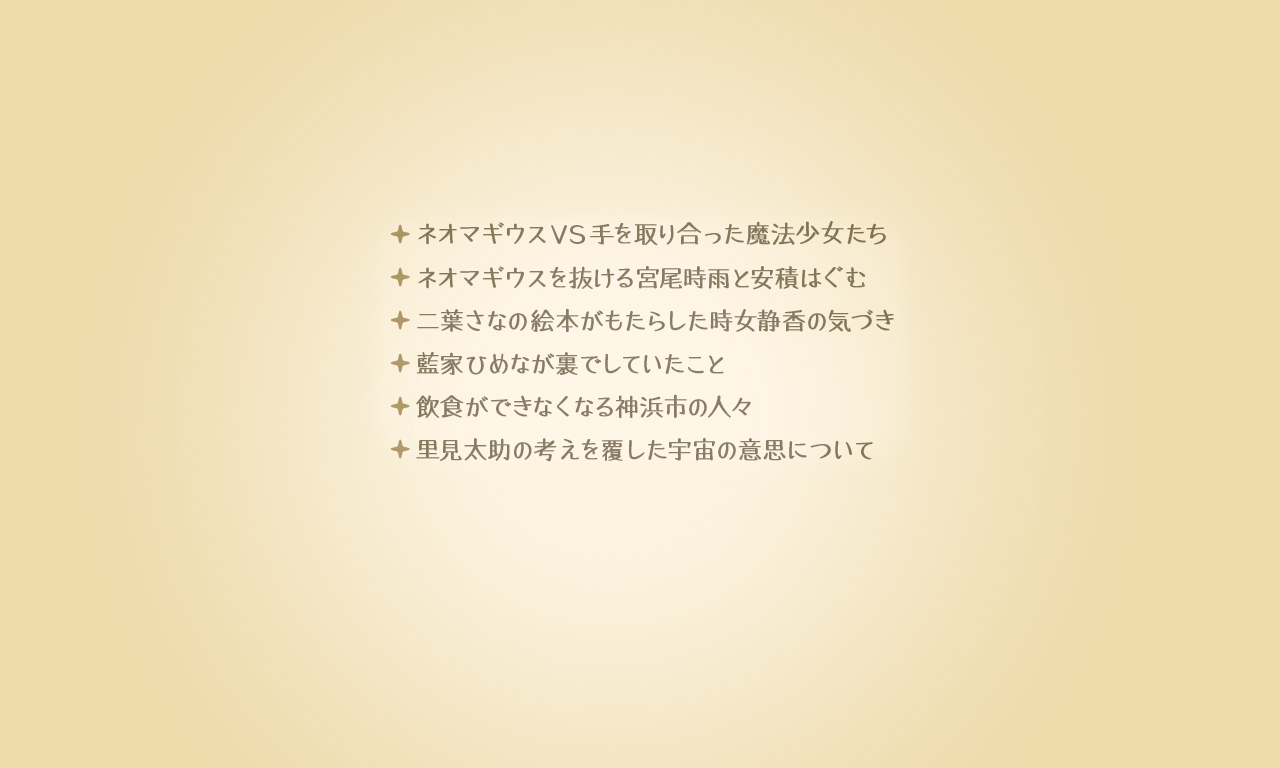 ✦ネオマギウスVS手を取り合った魔法少女たち
✦ネオマギウスを抜ける宮尾時雨と安積はぐむ
✦二葉さなの絵本がもたらした時女静香の気づき
✦藍家ひめなが裏でしていたこと
✦飲食ができなくなる神浜市の人々
✦里見太助の考えを覆した宇宙の意思について